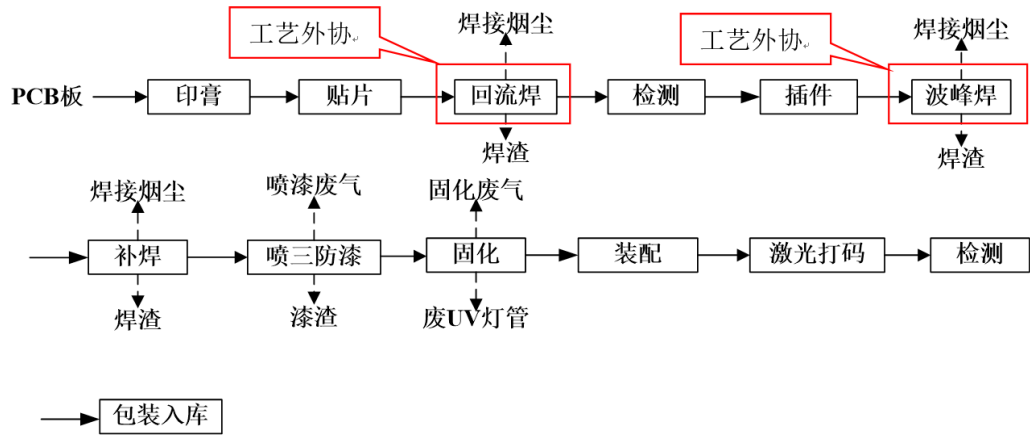 工艺外协
焊接烟尘
工艺外协
焊接烟尘
PCB板
印膏
贴片
回流焊
检测
插件
波峰焊
焊渣
焊渣
焊接烟尘
喷漆废气
固化废气
补焊
喷三防漆
固化
装配
激光打码
检测
焊渣
漆渣
废UV灯管
包装入库